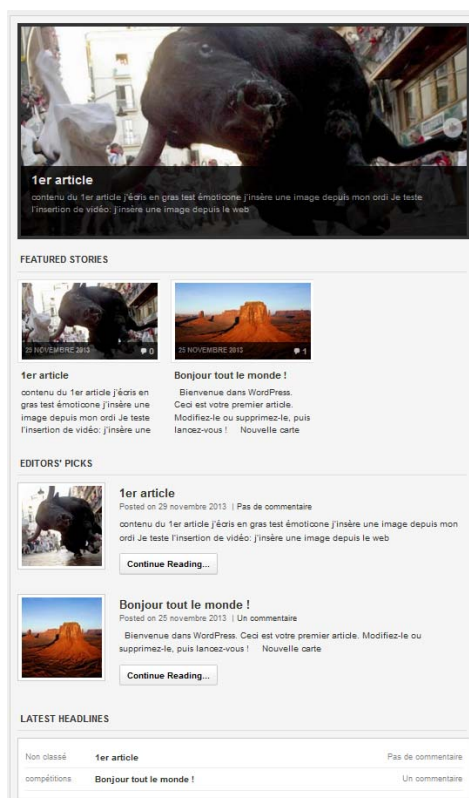 1er article
contenu du 1er article j'écris en gras test émoticone j'insère une image depuis mon ordi Je teste
l'insertion de vidéo: j'insère une image depuis le web
FEATURED STORIES
29 NOVEMBRE 2013 0
25 NOVEMBRE 2013 1
1er article
contenu du 1er article j'écris en
gras test émoticone j'insère une
image depuis mon ordi Je teste
l'insertion de vidéo: j'insère une
Bonjour tout le monde !
Bienvenue dans WordPress.
Ceci est votre premier article.
Modifiez-le ou supprimez-le, puis
lancez-vous ! Nouvelle carte
EDITORS' PICKS
1er article
Posted on 29 novembre 2013 | Pas de commentaire
contenu du 1er article j'écris en gras test émoticone j'insère une image depuis mon
ordi Je teste l'insertion de vidéo: j'insère une image depuis le web
Continue Reading...
Bonjour tout le monde !
Posted on 25 novembre 2013 | Un commentaire
Bienvenue dans WordPress. Ceci est votre premier article. Modifiez-le ou
supprimez-le, puis lancez-vous ! Nouvelle carte
Continue Reading...
LATEST HEADLINES
Non classé 1er article Pas de commentaire
compétitions Bonjour tout le monde ! Un commentaire